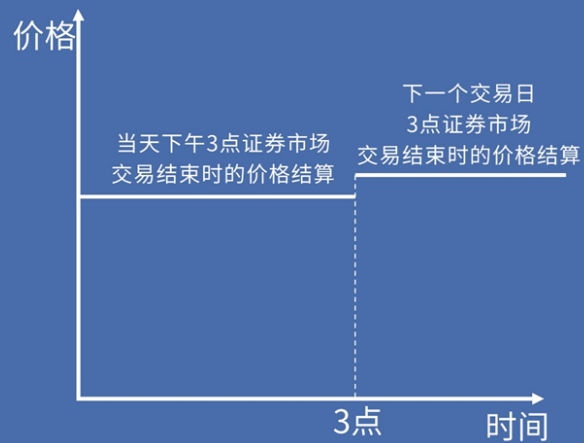 价格
下一个交易日
3点证券市场
交易结束时的价格结算
当天下午3点证券市场
交易结束时的价格结算
3点
时间